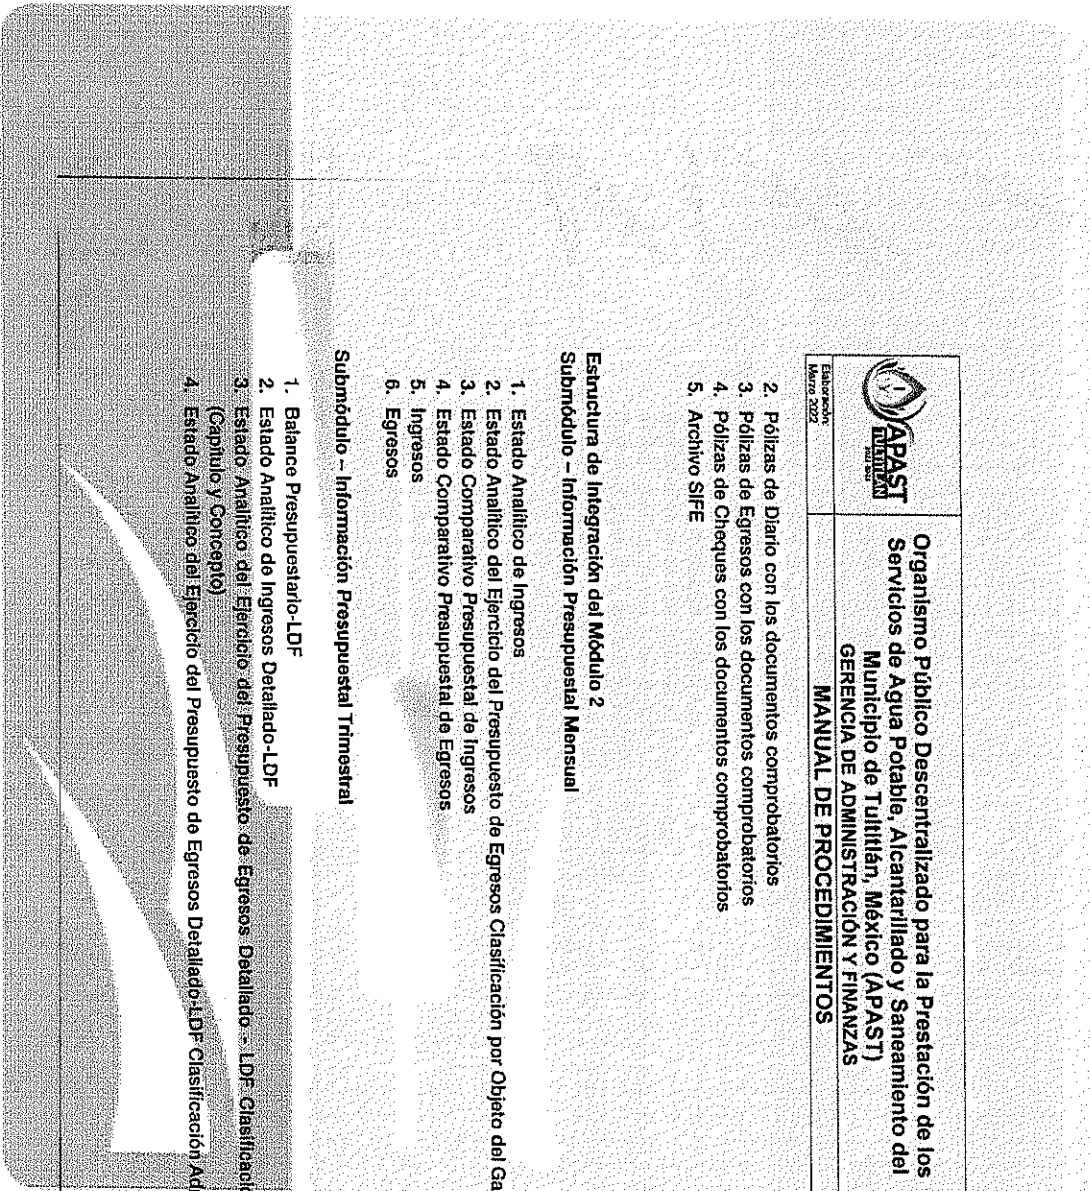 APAST
TULTITLÁN
Elaboración:
Marzo 2022
Organismo Público Descentralizado para la Prestación de los
Servicios de Agua Potable, Alcantarillado y Saneamiento del
Municipio de Tultitlán, México (APAST)
GERENCIA DE ADMINISTRACIÓN Y FINANZAS
MANUAL DE PROCEDIMIENTOS
2. Pólizas de Diario con los documentos comprobatorios
3. Pólizas de Egresos con los documentos comprobatorios
4. Pólizas de Cheques con los documentos comprobatorios
5. Archivo SIFE
Estructura de Integración del Módulo 2
Submódulo – Información Presupuestal Mensual
1. Estado Analítico de Ingresos
2. Estado Analítico del Ejercicio del Presupuesto de Egresos Clasificación por Objeto del Ga
3. Estado Comparativo Presupuestal de Ingresos
4. Estado Comparativo Presupuestal de Egresos
5. Ingresos
6. Egresos
Submódulo – Información Presupuestal Trimestral
1. Balance Presupuestario-LDF
2. Estado Analítico de Ingresos Detallado-LDF
3. Estado Analítico del Ejercicio del Presupuesto de Egresos Detallado - LDF Clasificació
(Capítulo y Concepto)
4. Estado Analítico del Ejercicio del Presupuesto de Egresos Detallado-LDF Clasificación Ad